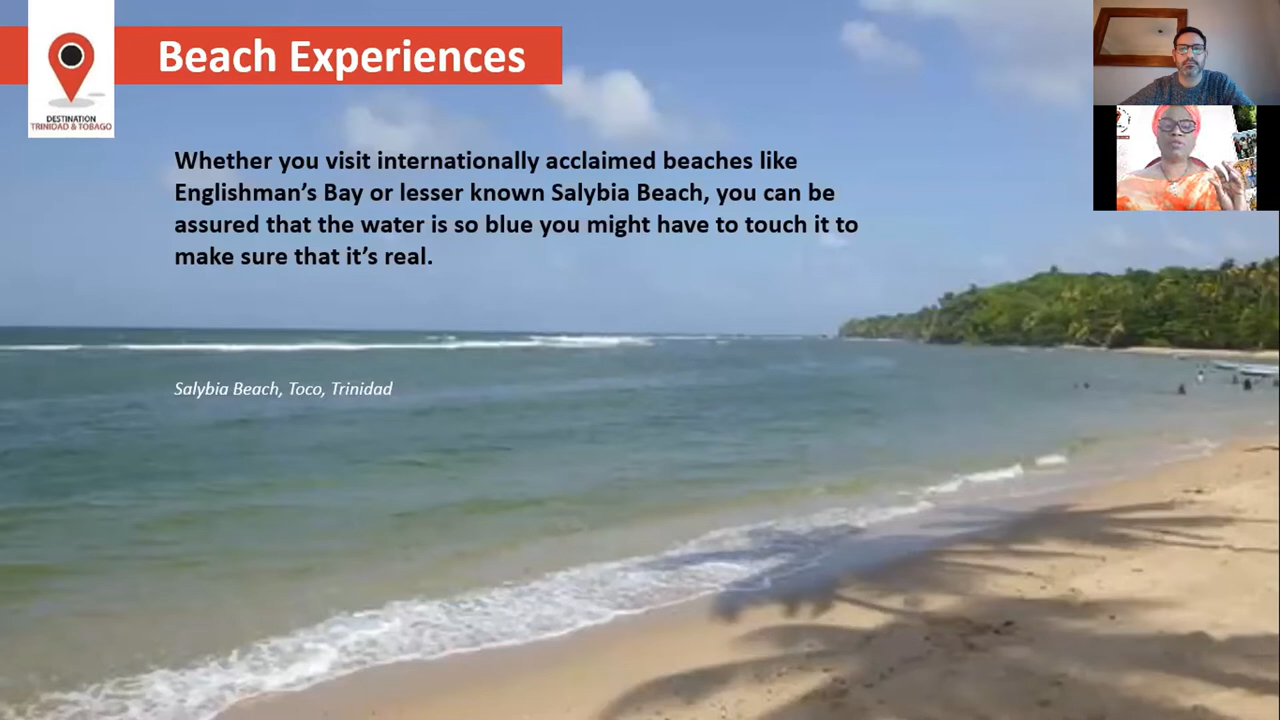 Beach Experiences
DESTINATION
TRINIDAD & TOBAGO
Whether you visit internationally acclaimed beaches like
Englishman's Bay or lesser known Salybia Beach, you can be
assured that the water is so blue you might have to touch it to
make sure that it's real.
Salybia Beach, Toco, Trinidad